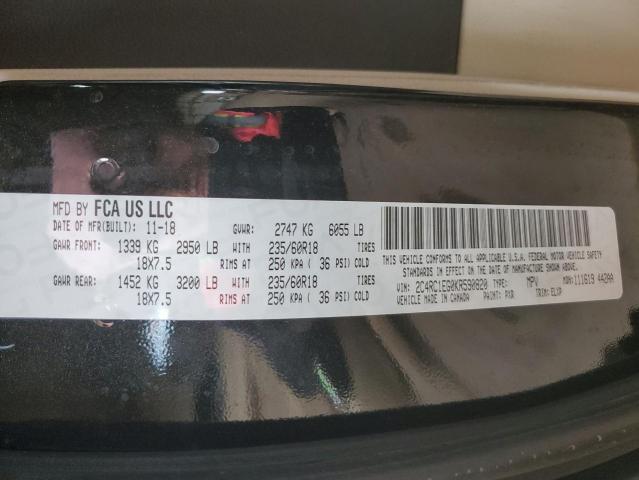 MFD BY FCA US LLC
DATE OF MFR(BUILT): 11-18 GVWR: 2747 KG 6055 LB
GAWR FRONT: 1339 KG 2950 LB WITH 235/60R18 TIRES
18X7.5 RIMS AT 250 KPA ( 36 PSI) COLD
GAWR REAR: 1452 KG 3200 LB WITH 235/60R18 TIRES
18X7.5 RIMS AT 250 KPA ( 36 PSI) COLD
THIS VEHICLE CONFORMS TO ALL APPLICABLE U.S.A. FEDERAL MOTOR VEHICLE SAFETY
STANDARDS IN EFFECT ON THE DATE OF MANUFACTURE SHOWN ABOVE.
VIN: 2C4RC1EG0KR590820 TYPE: MPV MDH: 111619 442AA
MADE IN CANADA PAINT: PXR TRIM: ELXP